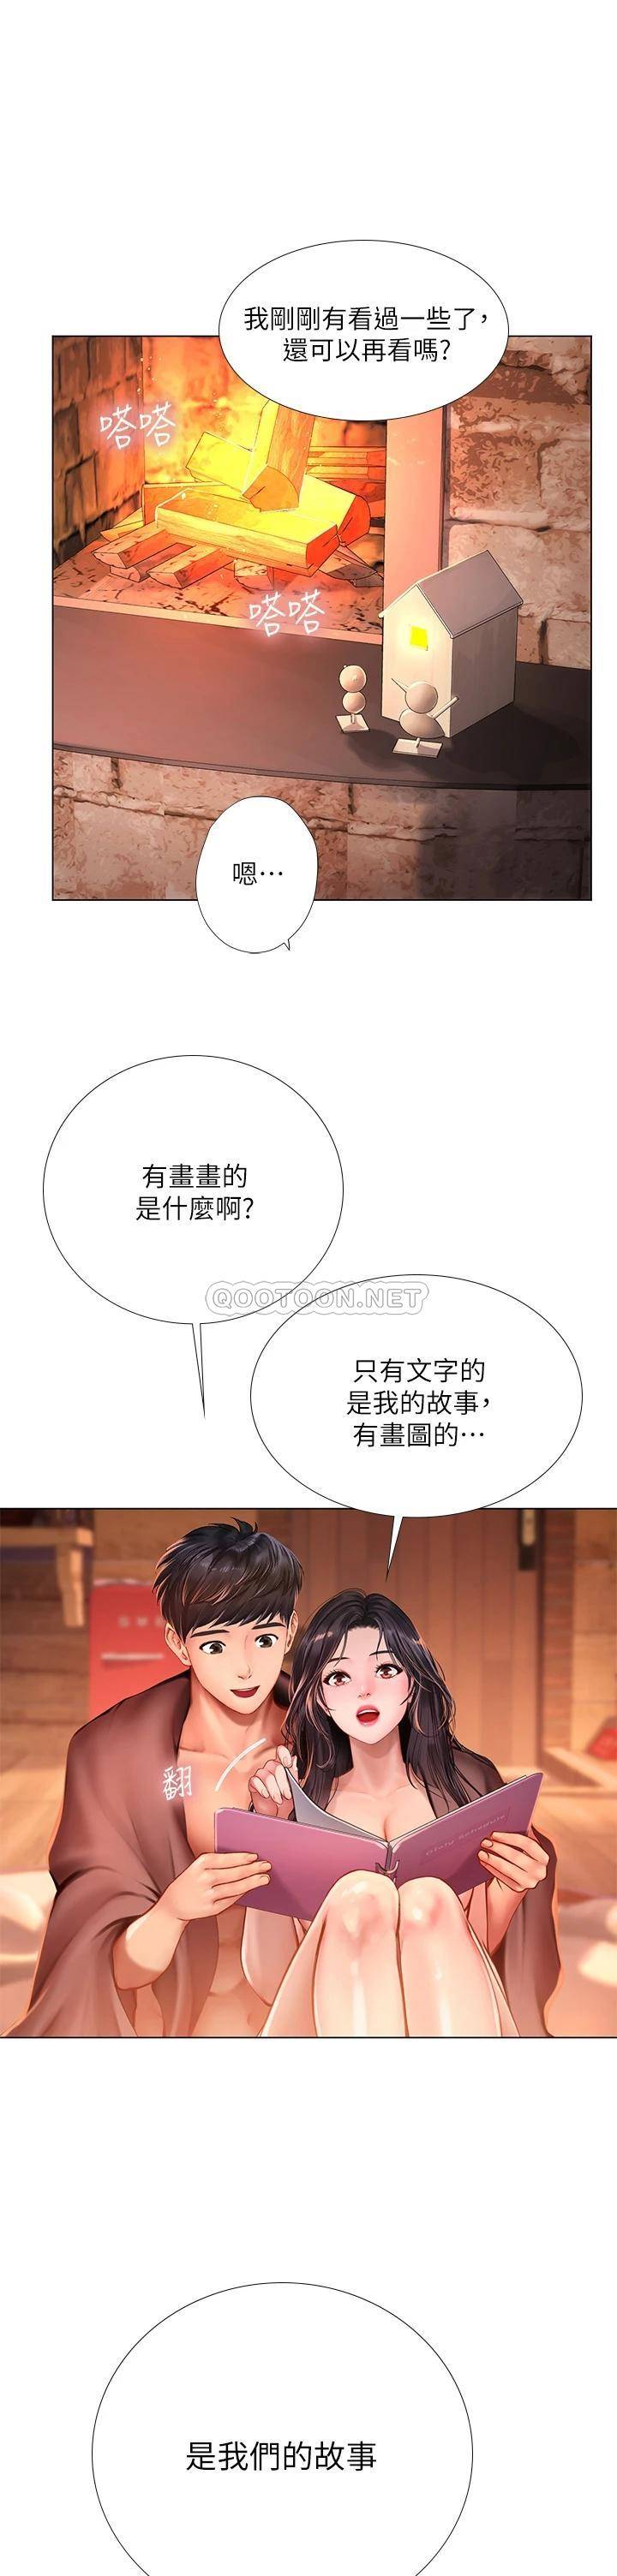 我剛剛有看過一些了，
還可以再看嗎?
嗒嗒
嗒嗒
嗯…
有畫畫的
是什麼啊?
QOOTOON.NET
只有文字的
是我的故事，
有畫圖的…
翻
是我們的故事